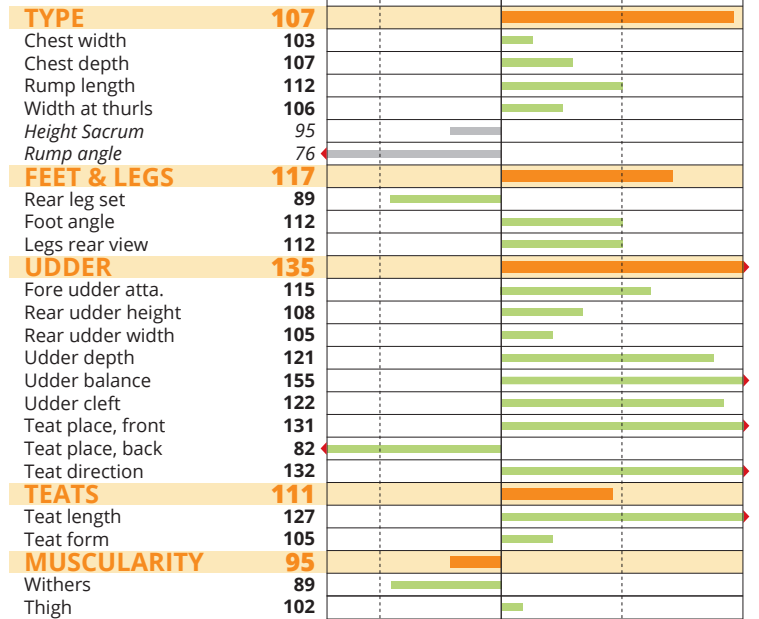 TYPE 107
Chest width 103
Chest depth 107
Rump length 112
Width at thurls 106
Height Sacrum 95
Rump angle 76
FEET & LEGS 117
Rear leg set 89
Foot angle 112
Legs rear view 112
UDDER 135
Fore udder atta. 115
Rear udder height 108
Rear udder width 105
Udder depth 121
Udder balance 155
Udder cleft 122
Teat place, front 131
Teat place, back 82
Teat direction 132
TEATS 111
Teat length 127
Teat form 105
MUSCULARITY 95
Withers 89
Thigh 102